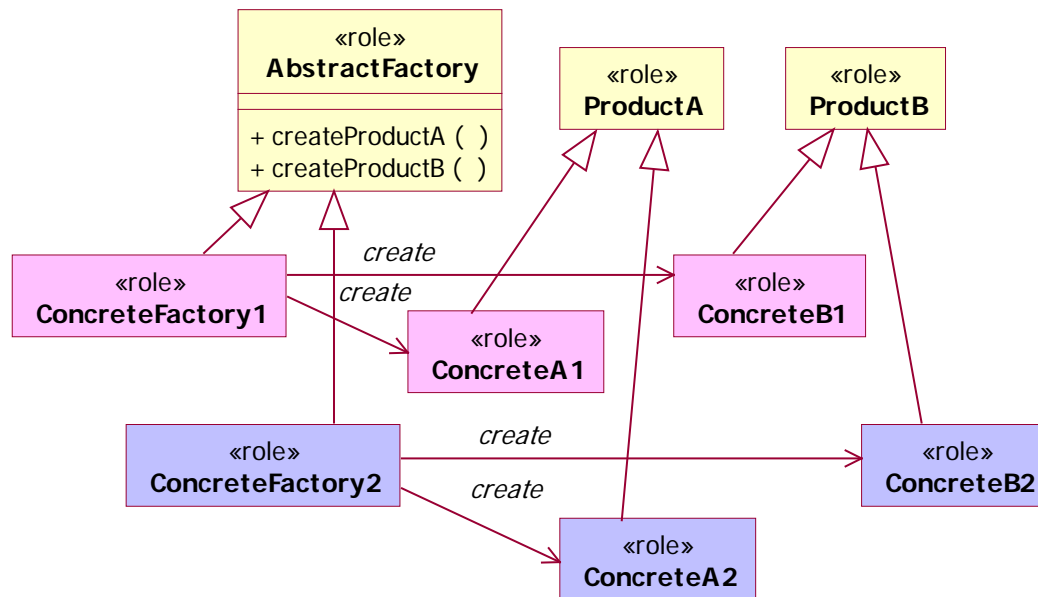 «role»
AbstractFactory
+ createProductA ( )
+ createProductB ( )
«role»
ProductA
«role»
ProductB
«role»
ConcreteFactory1
create
create
«role»
ConcreteB1
«role»
ConcreteA1
«role»
ConcreteFactory2
create
create
«role»
ConcreteB2
«role»
ConcreteA2